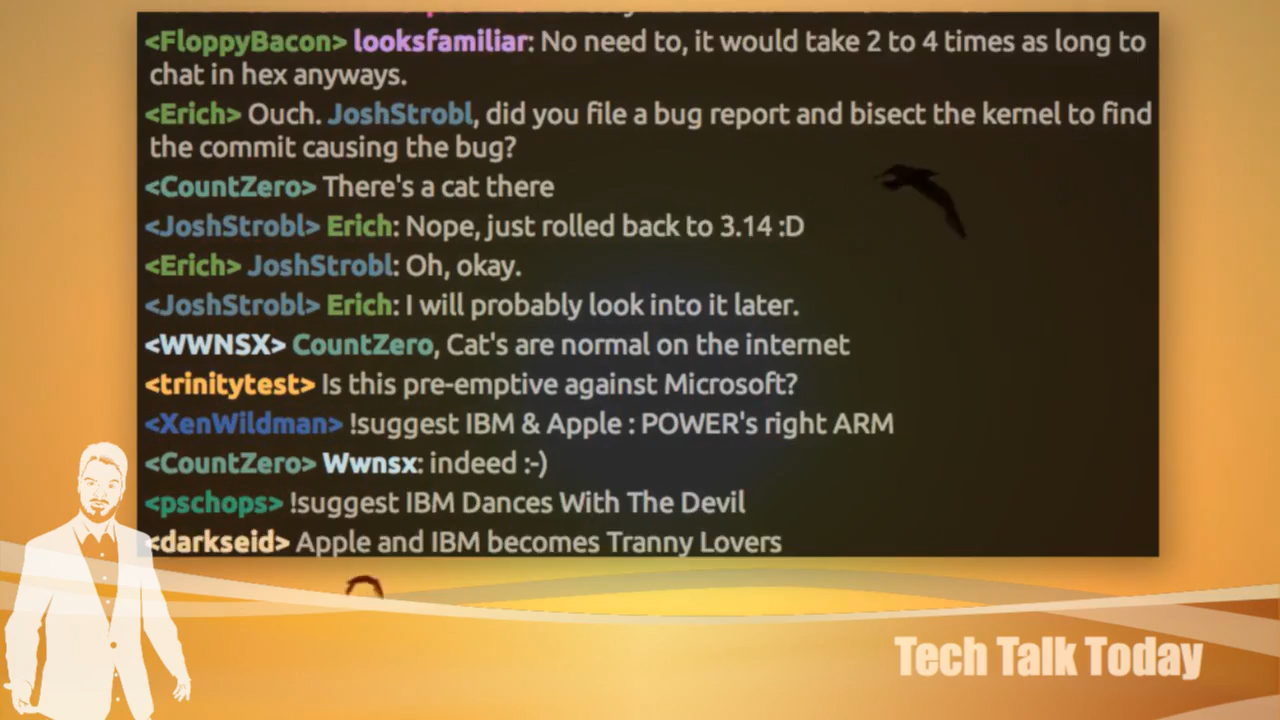 <FloppyBacon> looksfamiliar: No need to, it would take 2 to 4 times as long to
chat in hex anyways.
<Erich> Ouch. JoshStrobl, did you file a bug report and bisect the kernel to find
the commit causing the bug?
<CountZero> There's a cat there
<JoshStrobl> Erich: Nope, just rolled back to 3.14 :D
<Erich> JoshStrobl: Oh, okay.
<JoshStrobl> Erich: I will probably look into it later.
<WWNSX> CountZero, Cat's are normal on the internet
<trinitytest> Is this pre-emptive against Microsoft?
<XenWildman> !suggest IBM & Apple : POWER's right ARM
<CountZero> Wwnsx: indeed :-)
<pschops> !suggest IBM Dances With The Devil
<darkseid> Apple and IBM becomes Tranny Lovers
Tech Talk Today